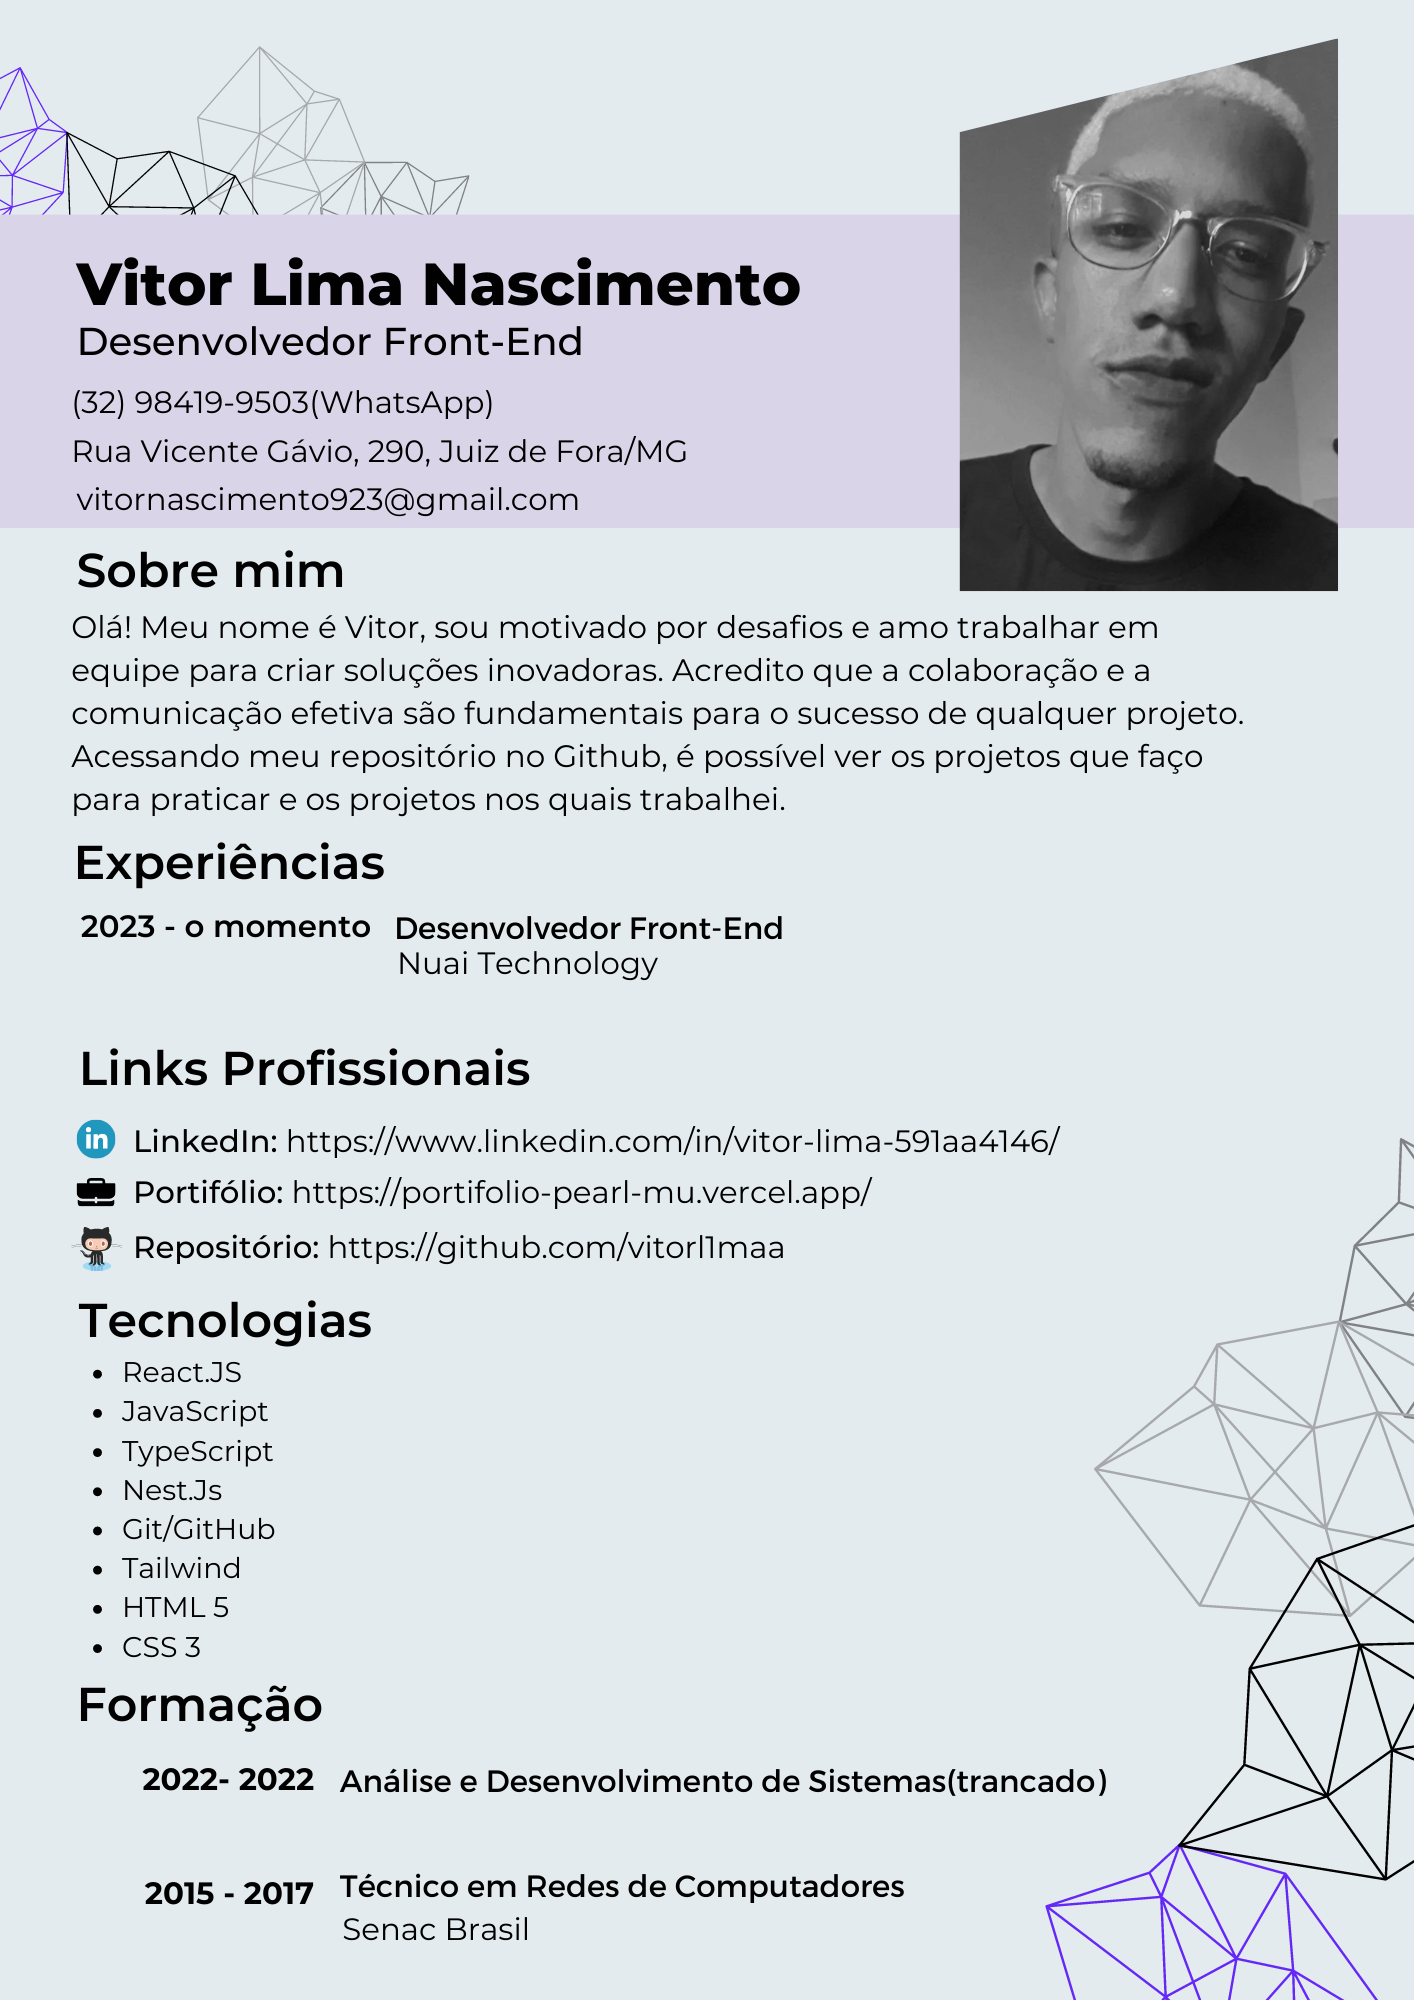 Vitor Lima Nascimento
Desenvolvedor Front-End
(32) 98419-9503(WhatsApp)
Rua Vicente Gávio, 290, Juiz de Fora/MG
vitornascimento923@gmail.com
Sobre mim
Olá! Meu nome é Vitor, sou motivado por desafios e amo trabalhar em
equipe para criar soluções inovadoras. Acredito que a colaboração e a
comunicação efetiva são fundamentais para o sucesso de qualquer projeto.
Acessando meu repositório no Github, é possível ver os projetos que faço
para praticar e os projetos nos quais trabalhei.
Experiências
2023 - o momento Desenvolvedor Front-End
Nuai Technology
Links Profissionais
in LinkedIn: https://www.linkedin.com/in/vitor-lima-591aa4146/
Portifólio: https://portifolio-pearl-mu.vercel.app/
Repositório: https://github.com/vitorl1maa
Tecnologias
• React.JS
• JavaScript
• TypeScript
• Nest.Js
• Git/GitHub
• Tailwind
• HTML 5
• CSS 3
Formação
2022- 2022 Análise e Desenvolvimento de Sistemas(trancado)
2015 - 2017 Técnico em Redes de Computadores
Senac Brasil